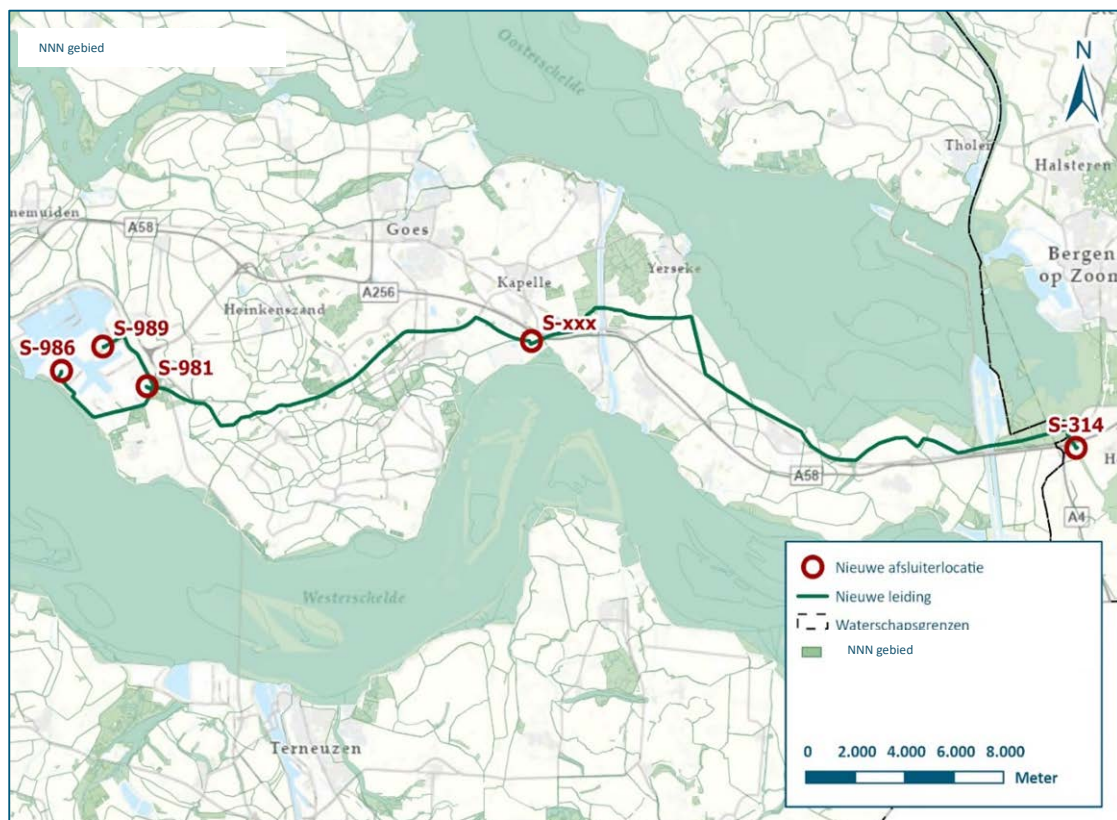 NNN gebied
Oosterschelde
N
Halsteren
A58
Goes
Bergen
op Zoom
Kapelle
Yerseke
Heinkenszand
A256
S-989
S-xxx
S-986
S-981
S-314
A58
A4
Westerschelde
Terneuzen
Nieuwe afsluiterlocatie
Nieuwe leiding
Waterschapsgrenzen
NNN gebied
0 2.000 4.000 6.000 8.000
Meter